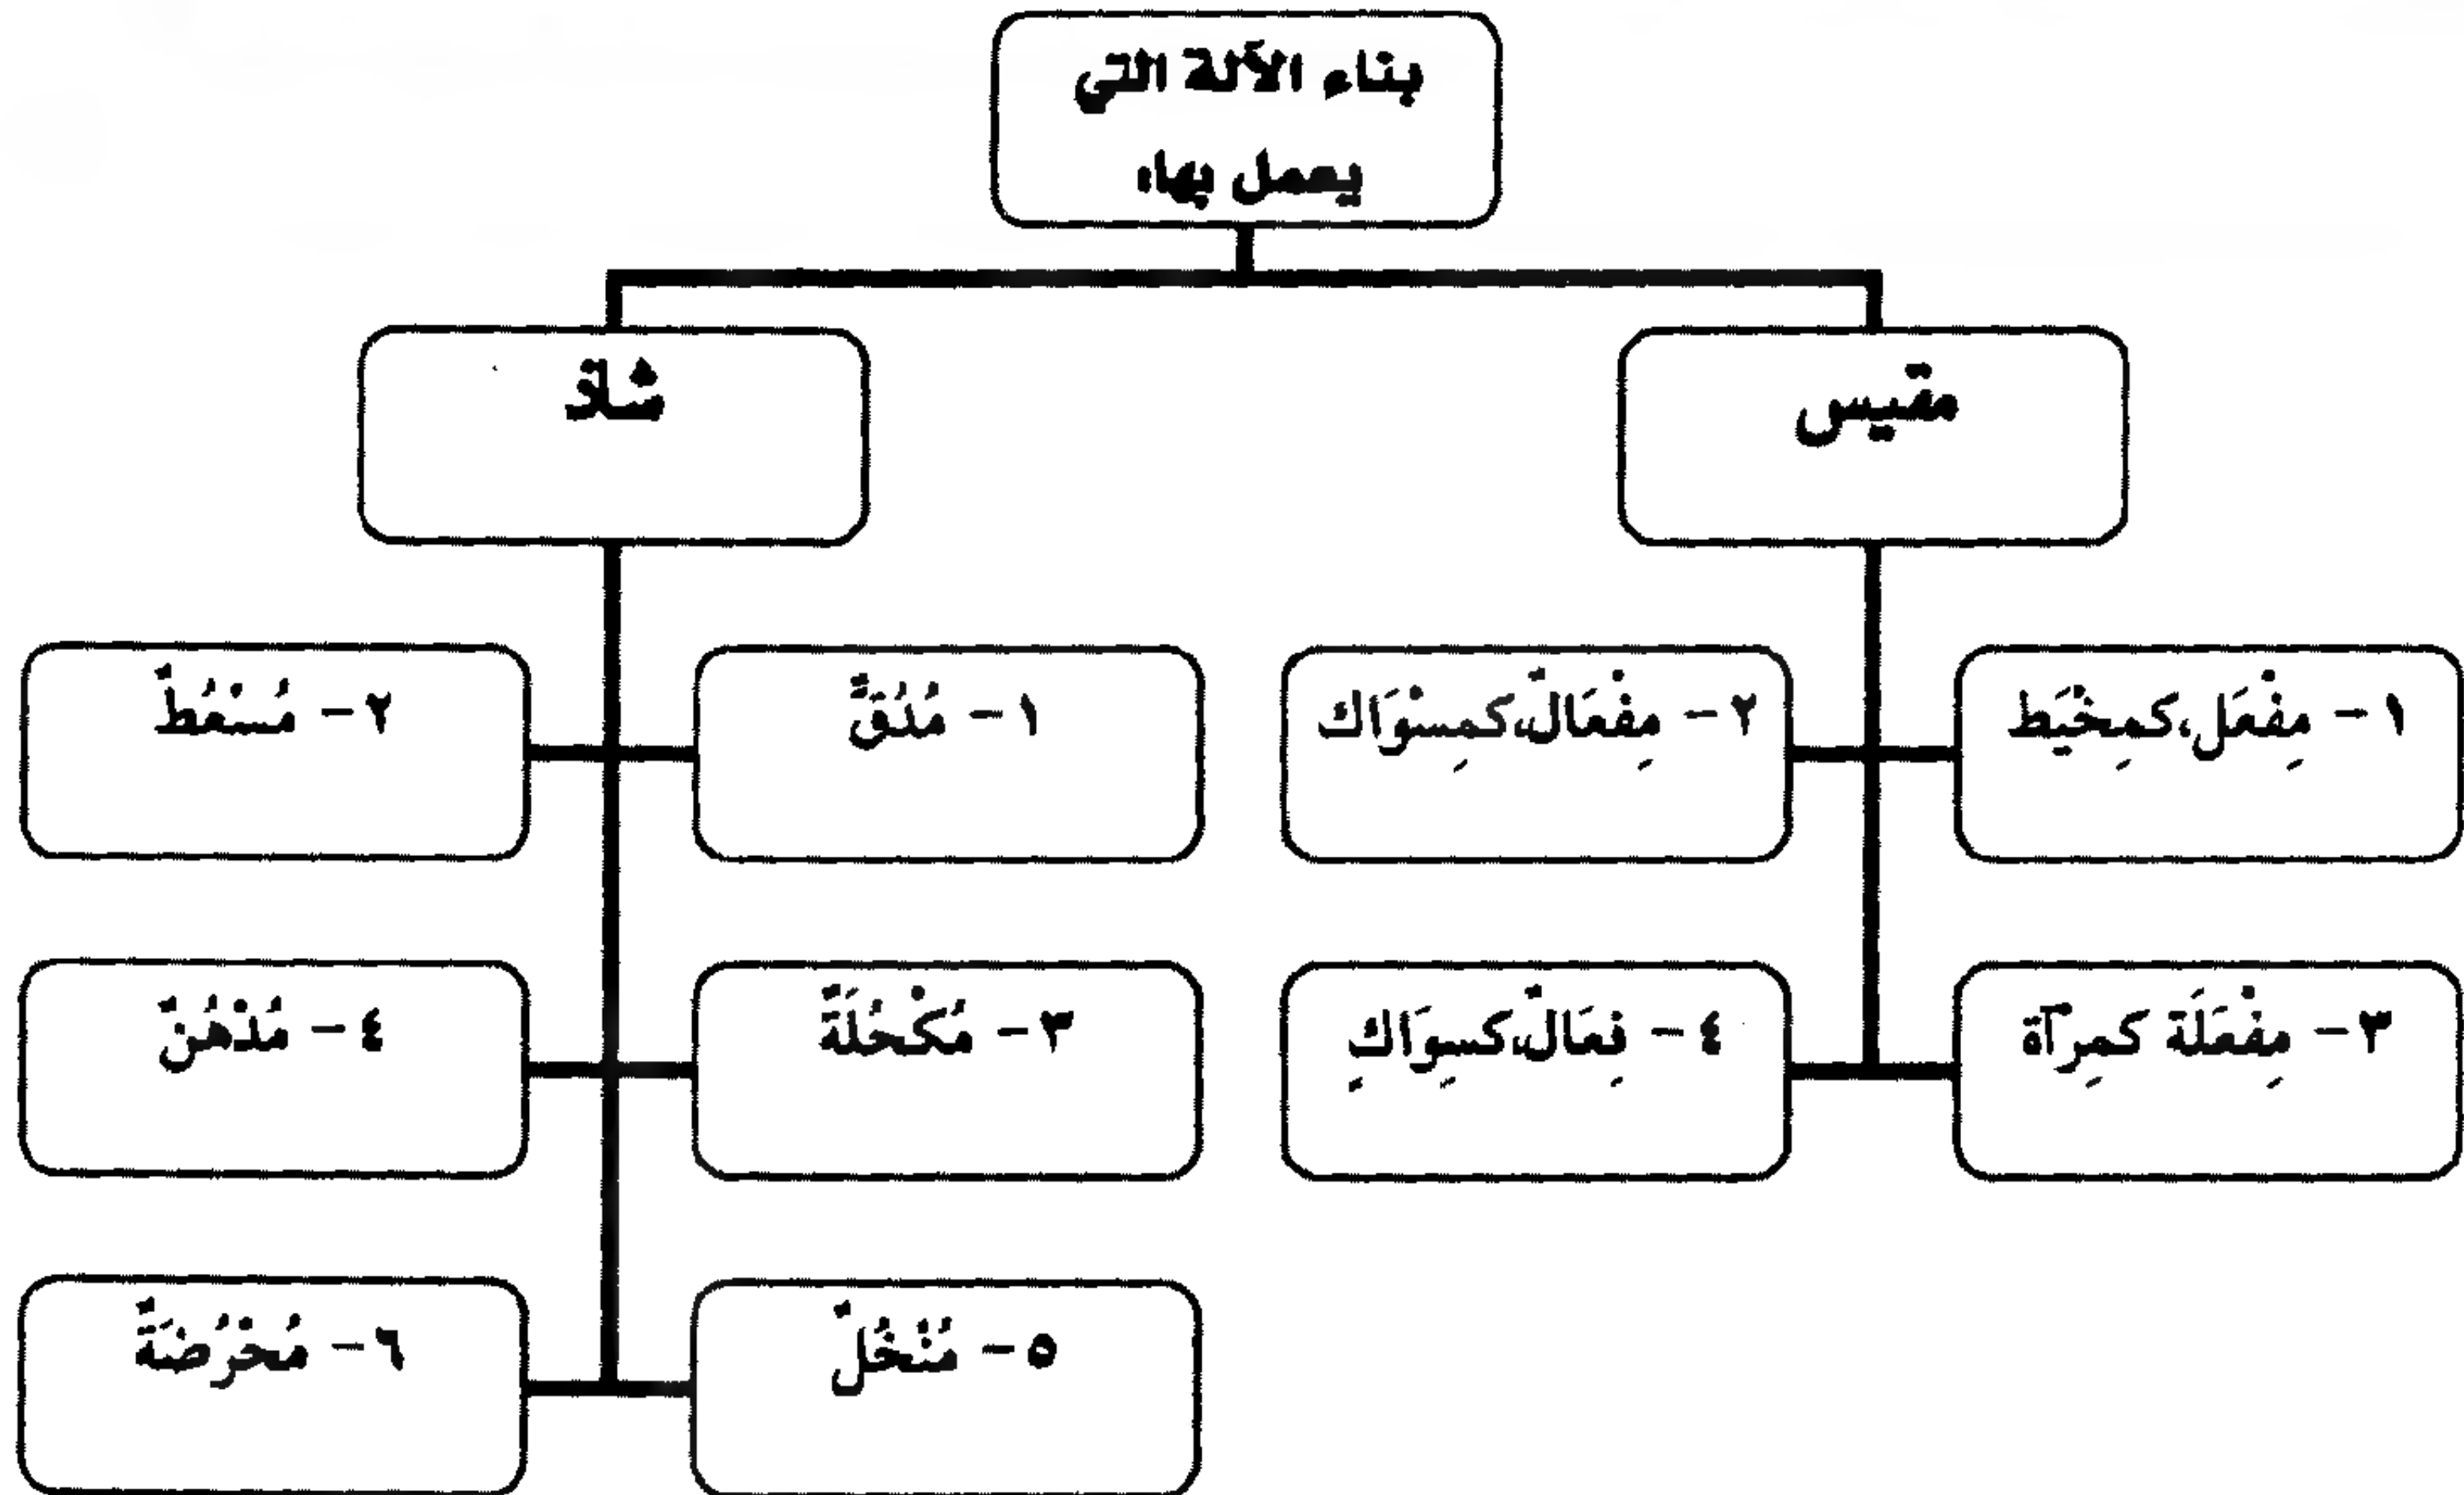 بناء الآلة التي
يعمل بها،
مقيس
شاذ
١- مِفْعَل، كمِخْيَط
٢- مِفْعَالٌ، كمِسْوَاك
١- مُدُقٌّ
٢- مُسْعُطٌ
٣- مِفْعَلَة كمِرْآة
٤- فِعَالٌ، كسِوَاكِ
٣- مُكْحُلَةٌ
٤- مُدْهُنٌ
٥- مُنْخُلٌ
٦- مُحْرُضَةٌ